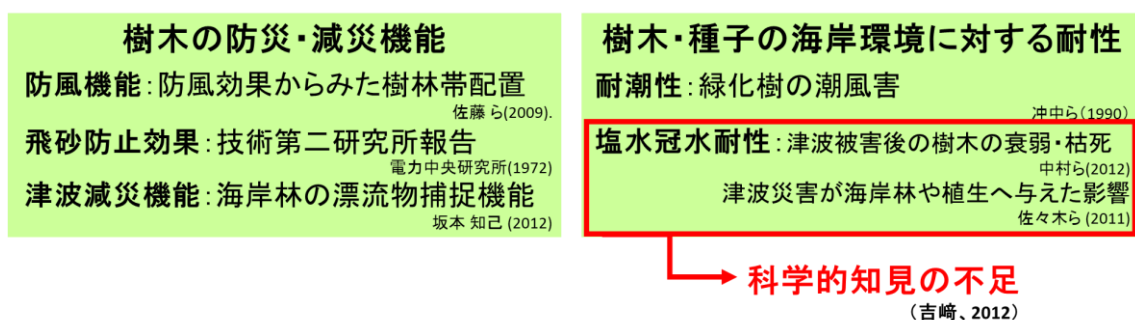 樹木の防災・減災機能
防風機能:防風効果からみた樹林帯配置
佐藤 ら(2009).
飛砂防止効果:技術第二研究所報告
電力中央研究所(1972)
津波減災機能:海岸林の漂流物捕捉機能
坂本 知己 (2012)
樹木・種子の海岸環境に対する耐性
耐潮性:緑化樹の潮風害
冲中ら(1990)
塩水冠水耐性:津波被害後の樹木の衰弱・枯死
中村ら(2012)
津波災害が海岸林や植生へ与えた影響
佐々木ら (2011)
科学的知見の不足
(吉﨑、2012)